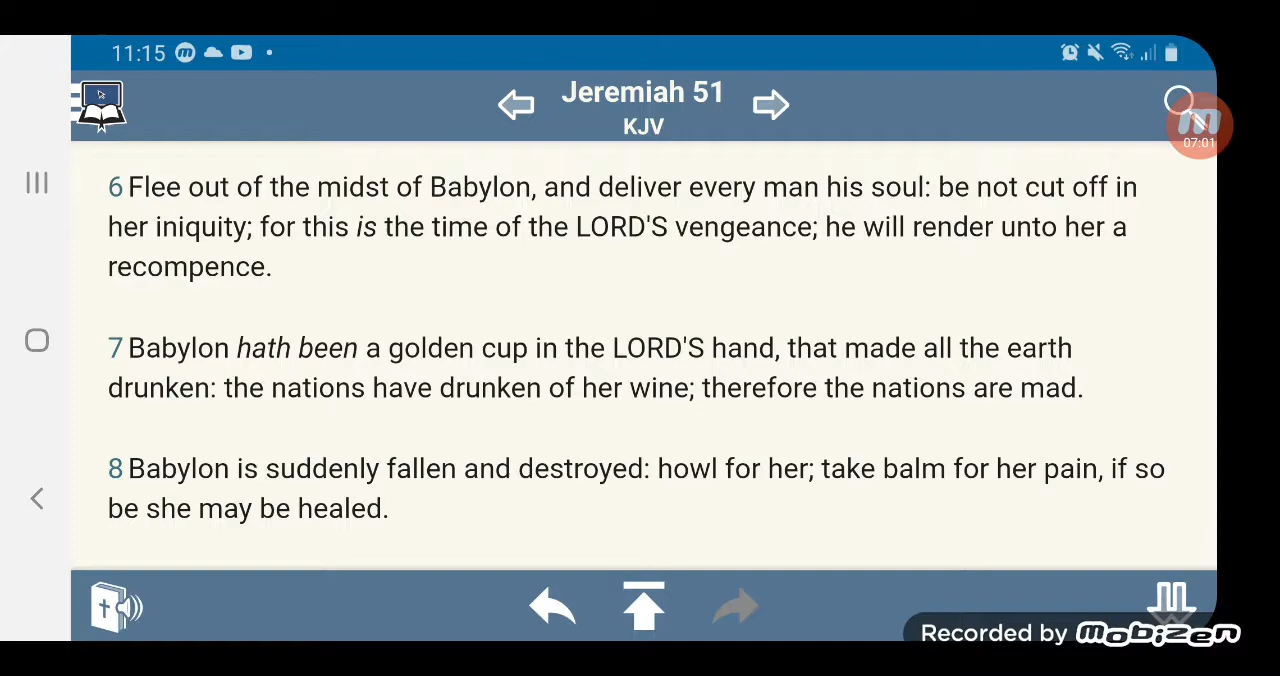 11:15
Jeremiah 51
KJV
07:01
6 Flee out of the midst of Babylon, and deliver every man his soul: be not cut off in
her iniquity; for this is the time of the LORD'S vengeance; he will render unto her a
recompence.
7 Babylon hath been a golden cup in the LORD'S hand, that made all the earth
drunken: the nations have drunken of her wine; therefore the nations are mad.
8 Babylon is suddenly fallen and destroyed: howl for her; take balm for her pain, if so
be she may be healed.
Recorded by Mobizen